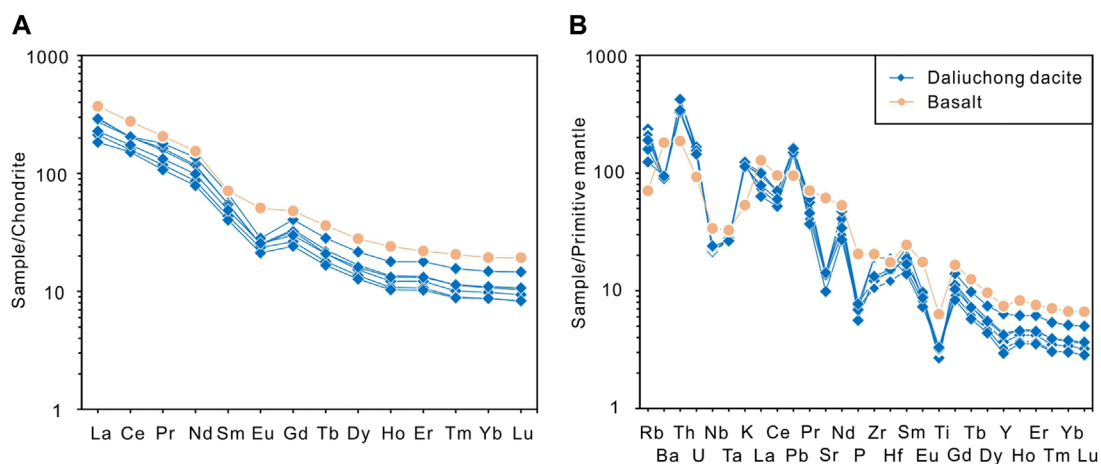 A
Sample/Chondrite
1000
100
10
1
La Ce Pr Nd Sm Eu Gd Tb Dy Ho Er Tm Yb Lu
B
Sample/Primitive mantle
1000
100
10
1
Daliuchong dacite
Basalt
Rb Th Nb K Ce Pr Nd Zr Sm Ti Tb Y Er Yb
Ba U Ta La Pb Sr P Hf Eu Gd Dy Ho Tm Lu